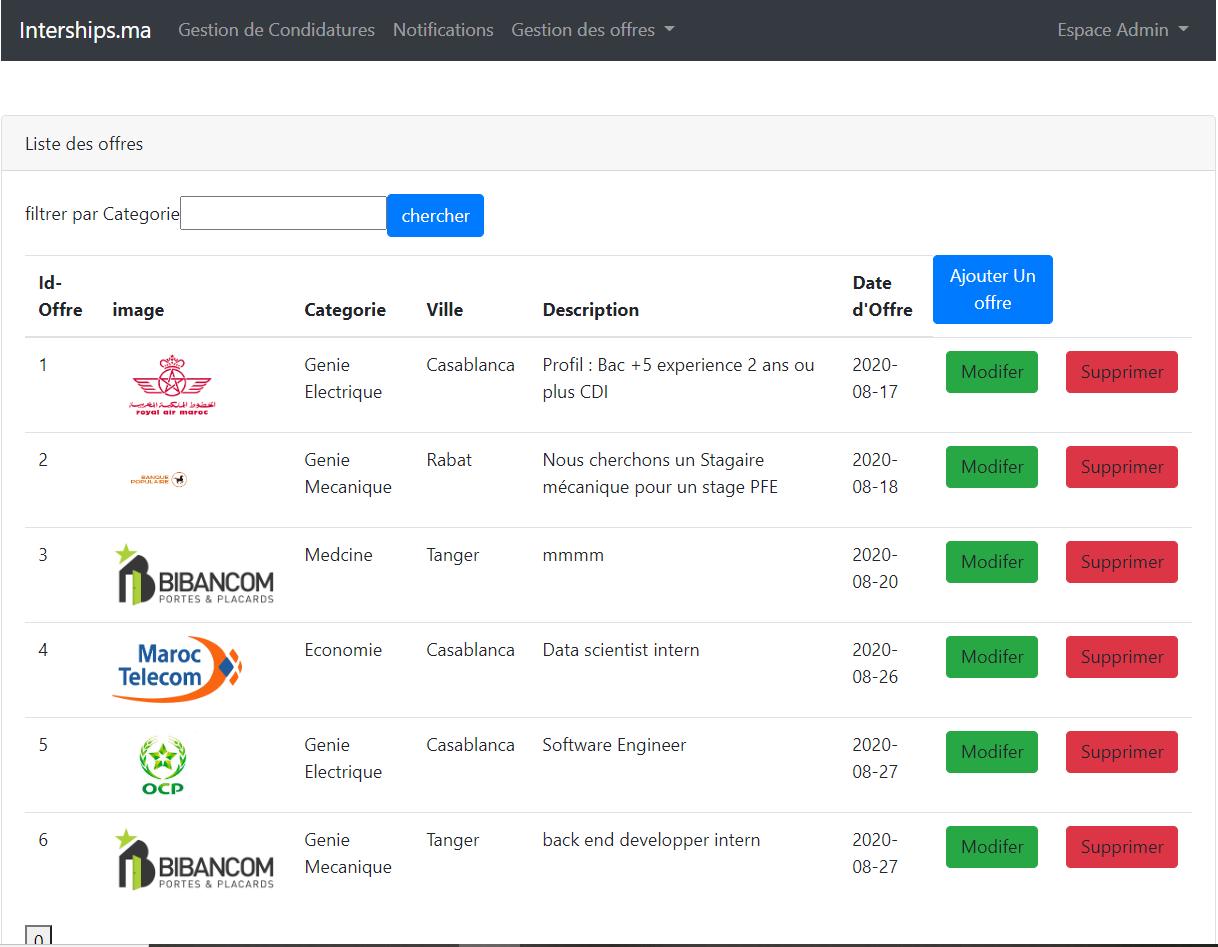 Interships.ma Gestion de Condidatures Notifications Gestion des offres Espace Admin
Liste des offres
filtrer par Categorie chercher
Id-Offre image Categorie Ville Description Date d'Offre Ajouter Un offre
1 الخطوط الملكية المغربية royal air maroc Genie Electrique Casablanca Profil : Bac +5 experience 2 ans ou plus CDI 2020-08-17 Modifer Supprimer
2 BANQUE POPULAIRE Genie Mecanique Rabat Nous cherchons un Stagaire mécanique pour un stage PFE 2020-08-18 Modifer Supprimer
3 BIBANCOM PORTES & PLACARDS Medcine Tanger mmmm 2020-08-20 Modifer Supprimer
4 Maroc Telecom Economie Casablanca Data scientist intern 2020-08-26 Modifer Supprimer
5 OCP Genie Electrique Casablanca Software Engineer 2020-08-27 Modifer Supprimer
6 BIBANCOM PORTES & PLACARDS Genie Mecanique Tanger back end developper intern 2020-08-27 Modifer Supprimer
0